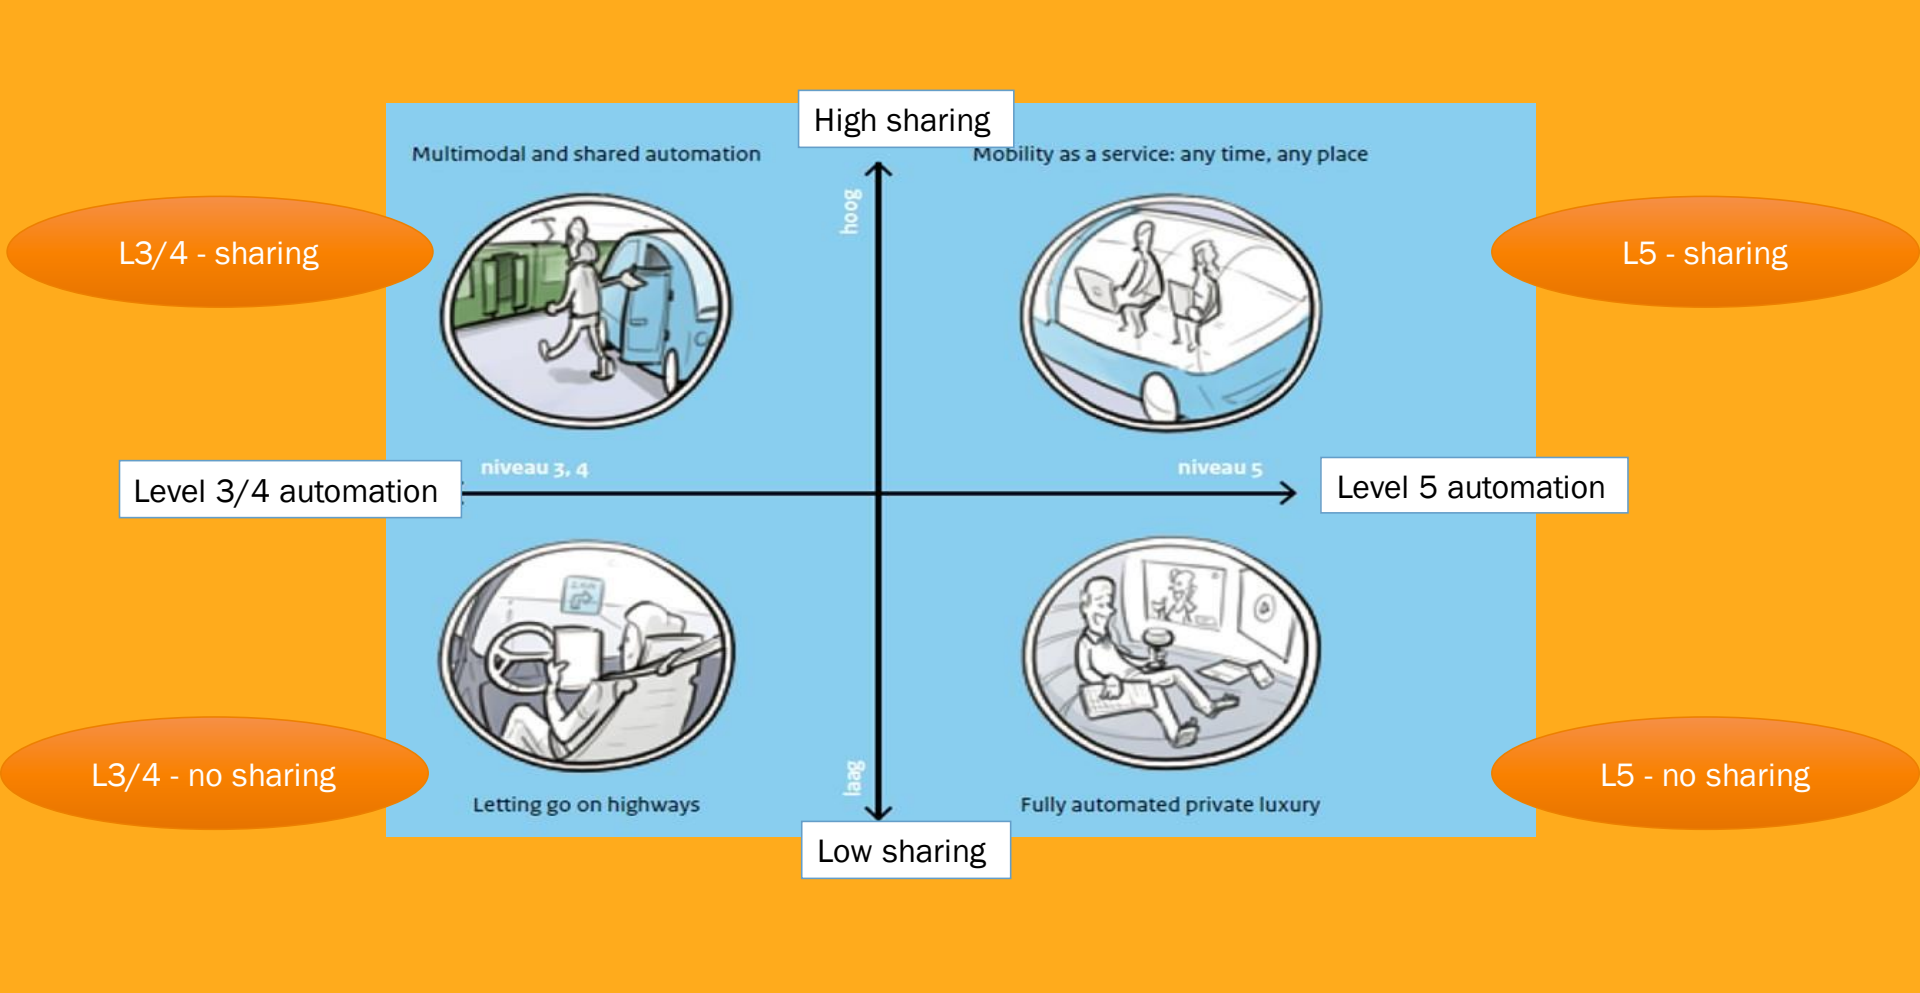 High sharing
Multimodal and shared automation
Mobility as a service: any time, any place
hoog
L3/4 - sharing
L5 - sharing
niveau 3, 4
niveau 5
Level 3/4 automation
Level 5 automation
L3/4 - no sharing
L5 - no sharing
laag
Letting go on highways
Fully automated private luxury
Low sharing